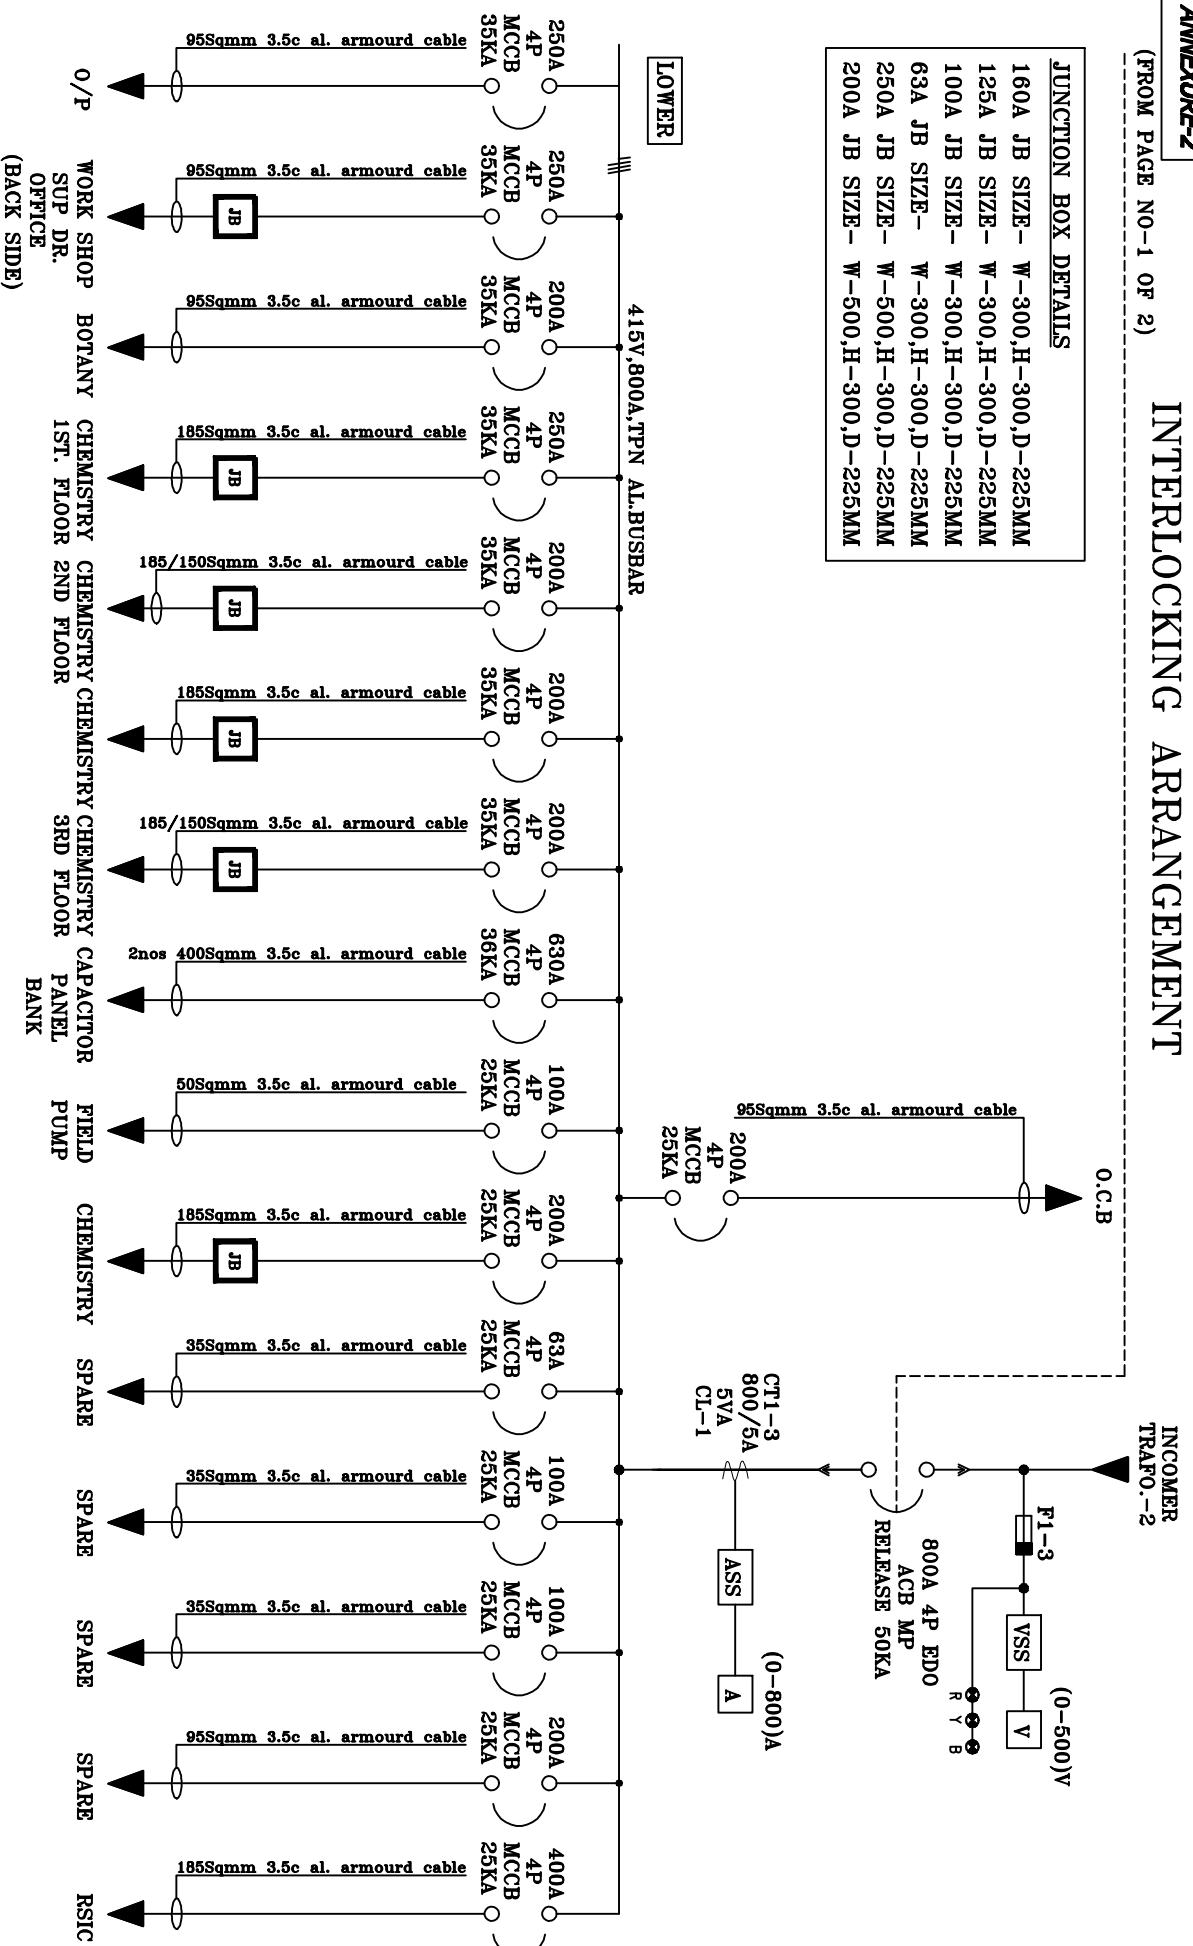 ANNEXURE-2
(FROM PAGE NO-1 OF 2)
INTERLOCKING ARRANGEMENT
JUNCTION BOX DETAILS
160A JB SIZE- W-300,H-300,D-225MM
125A JB SIZE- W-300,H-300,D-225MM
100A JB SIZE- W-300,H-300,D-225MM
63A JB SIZE- W-300,H-300,D-225MM
250A JB SIZE- W-500,H-300,D-225MM
200A JB SIZE- W-500,H-300,D-225MM
INCOMER
TRAFO.-2
F1-3
VSS
V
(0-500)V
R Y B
800A 4P EDO
ACB MP
RELEASE 50KA
CT1-3
800/5A
5VA
CL-1
ASS
A
(0-800)A
O.C.B
95Sqmm 3.5c al. armourd cable
200A
4P
MCCB
25KA
LOWER
415V,800A,TPN AL.BUSBAR
250A
4P
MCCB
35KA
95Sqmm 3.5c al. armourd cable
O/P
250A
4P
MCCB
35KA
95Sqmm 3.5c al. armourd cable
JB
WORK SHOP
SUP DR.
OFFICE
(BACK SIDE)
200A
4P
MCCB
35KA
95Sqmm 3.5c al. armourd cable
BOTANY
250A
4P
MCCB
35KA
185Sqmm 3.5c al. armourd cable
JB
CHEMISTRY
1ST. FLOOR
200A
4P
MCCB
35KA
185/150Sqmm 3.5c al. armourd cable
JB
CHEMISTRY
2ND FLOOR
200A
4P
MCCB
35KA
185Sqmm 3.5c al. armourd cable
JB
CHEMISTRY
200A
4P
MCCB
35KA
185/150Sqmm 3.5c al. armourd cable
JB
CHEMISTRY
3RD FLOOR
630A
4P
MCCB
36KA
2nos 400Sqmm 3.5c al. armourd cable
CAPACITOR
PANEL
BANK
100A
4P
MCCB
25KA
50Sqmm 3.5c al. armourd cable
FIELD
PUMP
200A
4P
MCCB
25KA
185Sqmm 3.5c al. armourd cable
JB
CHEMISTRY
63A
4P
MCCB
25KA
35Sqmm 3.5c al. armourd cable
SPARE
100A
4P
MCCB
25KA
35Sqmm 3.5c al. armourd cable
SPARE
100A
4P
MCCB
25KA
35Sqmm 3.5c al. armourd cable
SPARE
200A
4P
MCCB
25KA
95Sqmm 3.5c al. armourd cable
SPARE
400A
4P
MCCB
25KA
185Sqmm 3.5c al. armourd cable
RSIC